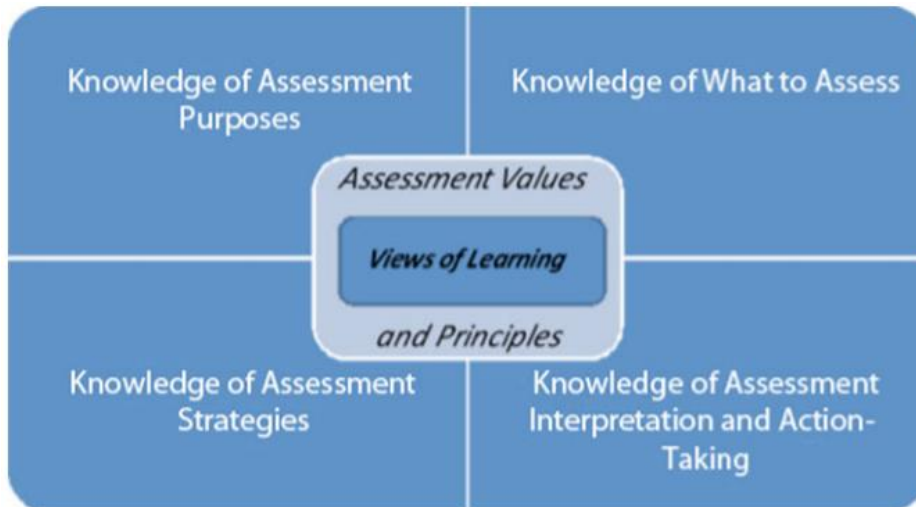 Knowledge of Assessment
Purposes
Knowledge of What to Assess
Assessment Values
Views of Learning
and Principles
Knowledge of Assessment
Strategies
Knowledge of Assessment
Interpretation and Action-
Taking